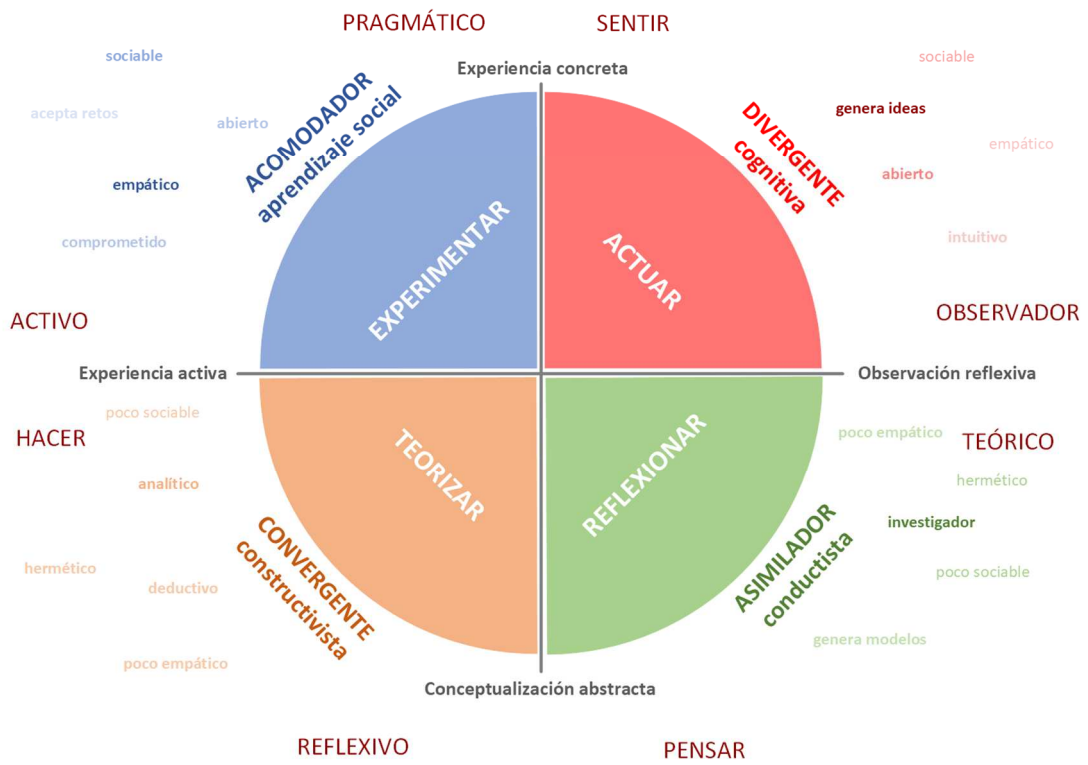 PRAGMÁTICO
SENTIR
Experiencia concreta
sociable
acepta retos
abierto
empático
comprometido
ACOMODADOR
aprendizaje social
EXPERIMENTAR
ACTUAR
DIVERGENTE
cognitiva
sociable
genera ideas
empático
abierto
intuitivo
ACTIVO
OBSERVADOR
Experiencia activa
Observación reflexiva
HACER
TEÓRICO
poco sociable
analítico
hermético
deductivo
poco empático
CONVERGENTE
constructivista
TEORIZAR
REFLEXIONAR
ASIMILADOR
conductista
poco empático
hermético
investigador
poco sociable
genera modelos
Conceptualización abstracta
REFLEXIVO
PENSAR